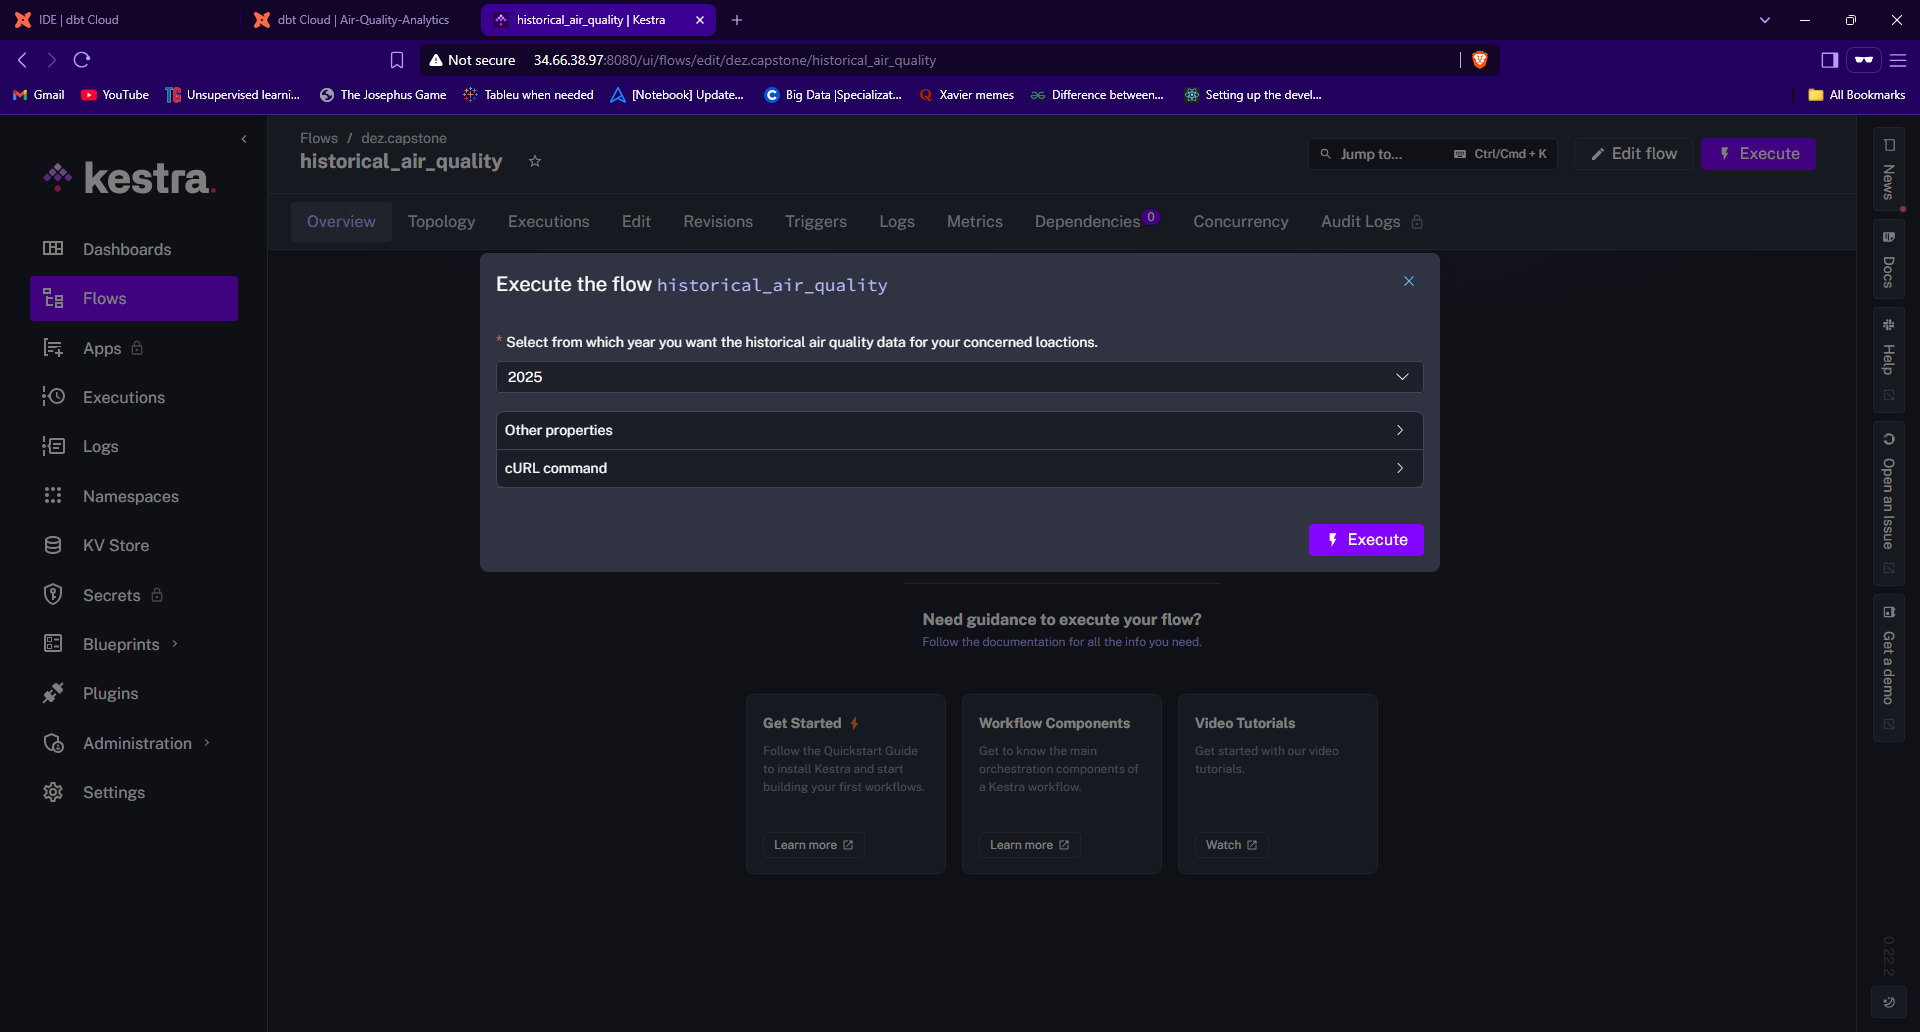 IDE | dbt Cloud
dbt Cloud | Air-Quality-Analytics
historical_air_quality | Kestra
Not secure
34.66.38.97:8080/ui/flows/edit/dez.capstone/historical_air_quality
Gmail
YouTube
Unsupervised learni...
The Josephus Game
Tableu when needed
[Notebook] Update...
Big Data |Specializat...
Xavier memes
Difference between...
Setting up the devel...
All Bookmarks
kestra.
Dashboards
Flows
Apps
Executions
Logs
Namespaces
KV Store
Secrets
Blueprints
Plugins
Administration
Settings
Flows / dez.capstone
historical_air_quality
Jump to...
Ctrl/Cmd + K
Edit flow
Execute
Overview
Topology
Executions
Edit
Revisions
Triggers
Logs
Metrics
Dependencies 0
Concurrency
Audit Logs
Execute the flow historical_air_quality
* Select from which year you want the historical air quality data for your concerned loactions.
2025
Other properties
cURL command
Execute
Need guidance to execute your flow?
Follow the documentation for all the info you need.
Get Started
Follow the Quickstart Guide
to install Kestra and start
building your first workflows.
Learn more
Workflow Components
Get to know the main
orchestration components of
a Kestra workflow.
Learn more
Video Tutorials
Get started with our video
tutorials.
Watch
News
Docs
Help
Open an Issue
Get a demo
0.22.2